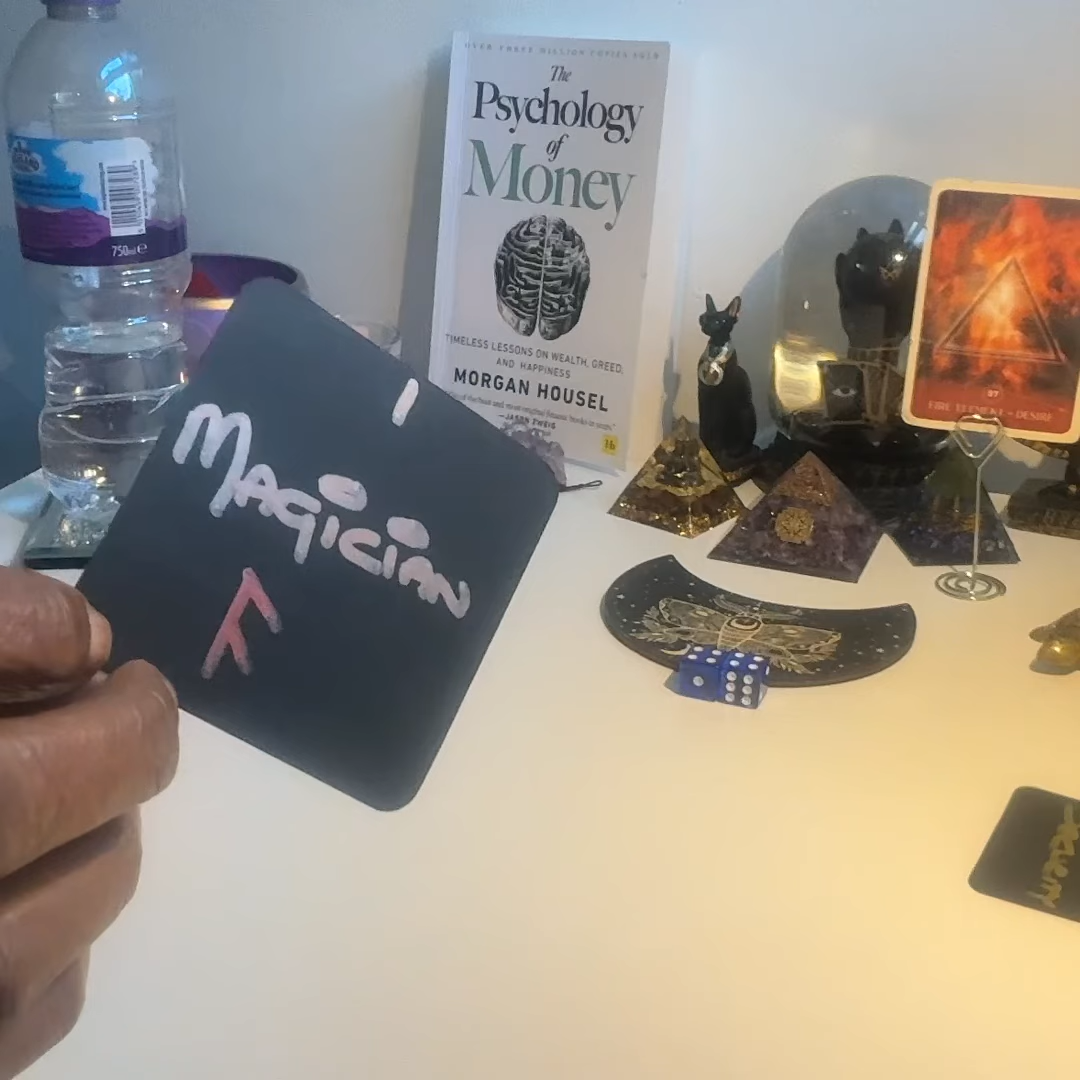 OVER THREE MILLION COPIES SOLD
The
Psychology
of
Money
TIMELESS LESSONS ON WEALTH, GREED,
AND HAPPINESS
MORGAN HOUSEL
—JASON ZWEIG
750ml e
I
MAGICIAN
FIRE ELEMENT - DESIRE